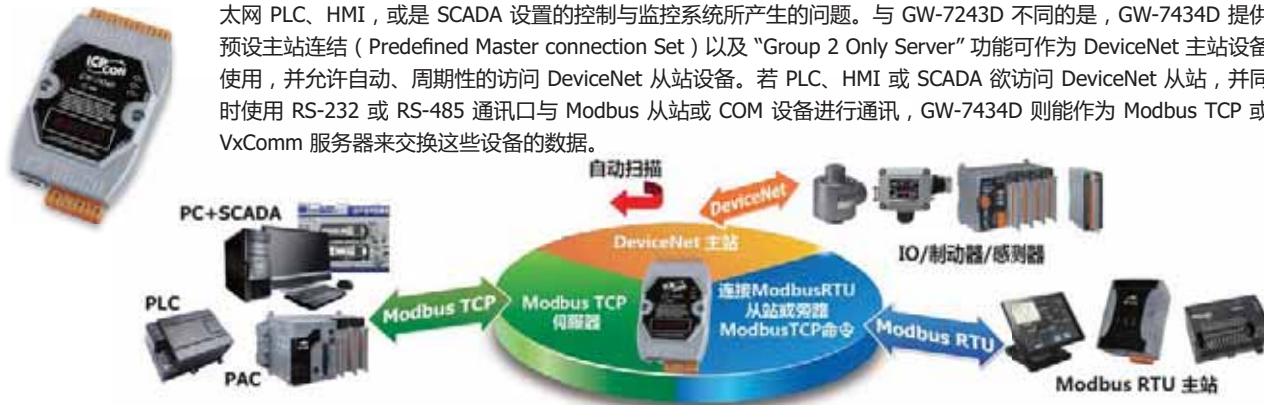 太网 PLC、HMI，或是 SCADA 设置的控制与监控系统所产生的问题。与 GW-7243D 不同的是，GW-7434D 提供
预设主站连结（Predefined Master connection Set）以及 “Group 2 Only Server” 功能可作为 DeviceNet 主站设备
使用，并允许自动、周期性的访问 DeviceNet 从站设备。若 PLC、HMI 或 SCADA 欲访问 DeviceNet 从站，并同
时使用 RS-232 或 RS-485 通讯口与 Modbus 从站或 COM 设备进行通讯，GW-7434D 则能作为 Modbus TCP 或
VxComm 服务器来交换这些设备的数据。
ICP
CON
自动扫描
DeviceNet
PC+SCADA
DeviceNet 主站
IO/制动器/感测器
PLC
Modbus TCP
Modbus TCP
伺服器
连接ModbusRTU
从站或旁路
ModbusTCP命令
Modbus RTU
PAC
Modbus RTU 主站